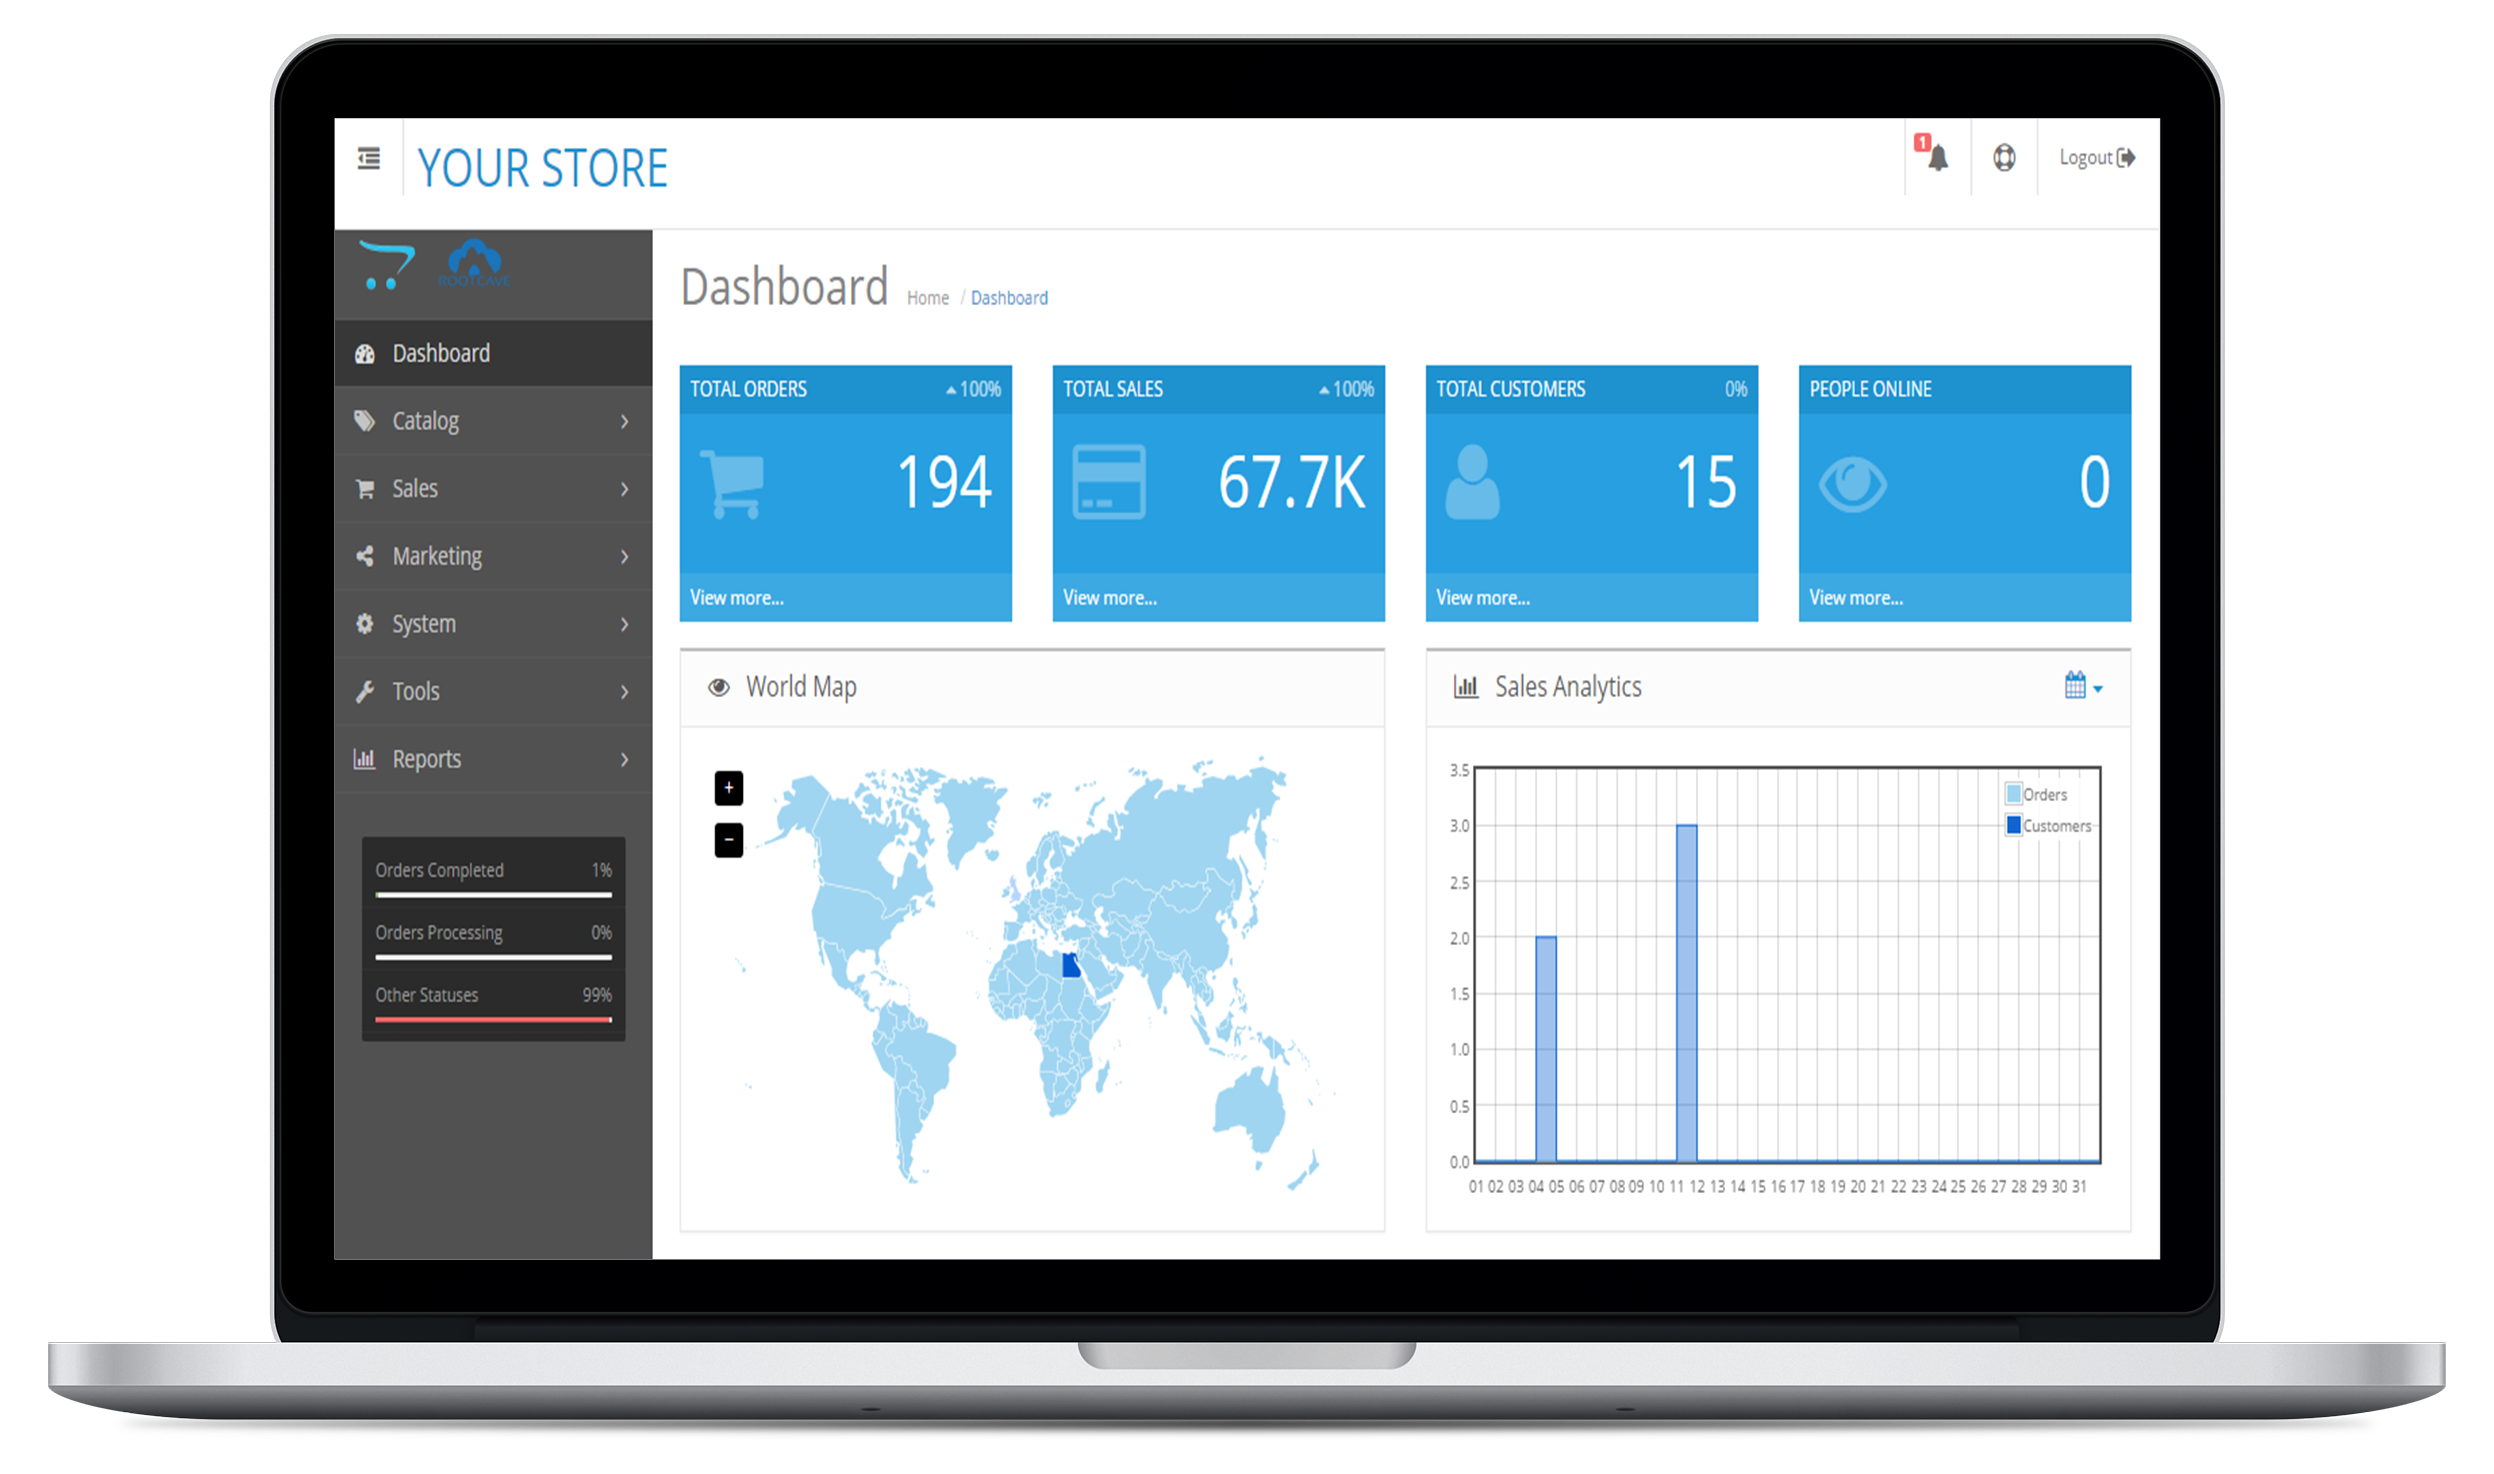 YOUR STORE
1
Logout
ROOTCAVE
Dashboard
Catalog
Sales
Marketing
System
Tools
Reports
Orders Completed 1%
Orders Processing 0%
Other Statuses 99%
Dashboard Home / Dashboard
TOTAL ORDERS 100%
194
View more...
TOTAL SALES 100%
67.7K
View more...
TOTAL CUSTOMERS 0%
15
View more...
PEOPLE ONLINE
0
View more...
World Map
+
−
Sales Analytics
3.5
3.0
2.5
2.0
1.5
1.0
0.5
0.0
Orders
Customers
01 02 03 04 05 06 07 08 09 10 11 12 13 14 15 16 17 18 19 20 21 22 23 24 25 26 27 28 29 30 31